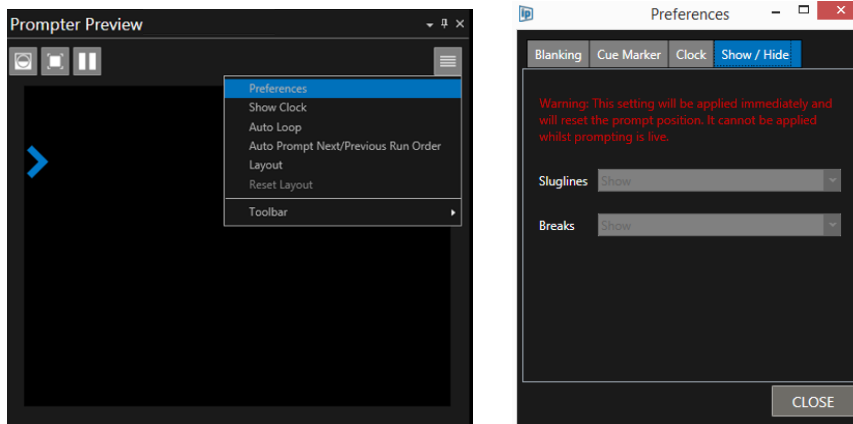 Prompter Preview
Preferences
Show Clock
Auto Loop
Auto Prompt Next/Previous Run Order
Layout
Reset Layout
Toolbar
ip
Preferences
Blanking Cue Marker Clock Show / Hide
Warning: This setting will be applied immediately and
will reset the prompt position. It cannot be applied
whilst prompting is live.
Sluglines Show
Breaks Show
CLOSE